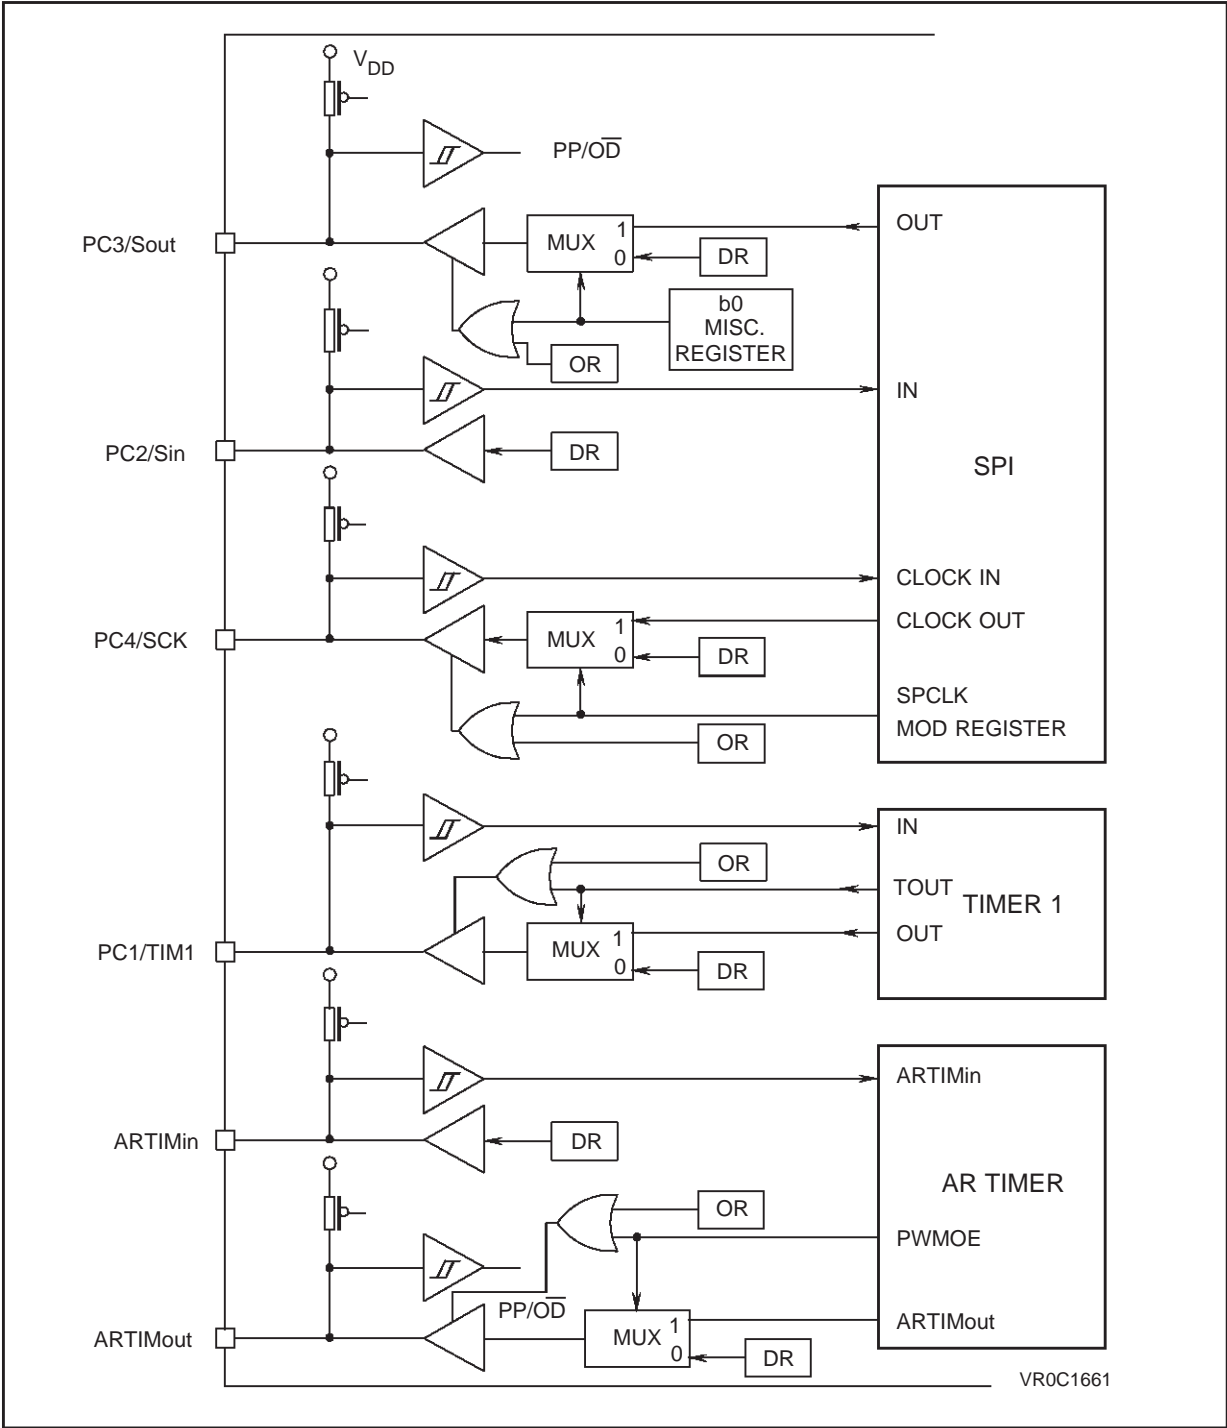 VDD
PP/OD
PC3/Sout
MUX
1
0
DR
OUT
b0
MISC.
REGISTER
OR
IN
PC2/Sin
DR
SPI
CLOCK IN
PC4/SCK
MUX
1
0
CLOCK OUT
DR
SPCLK
MOD REGISTER
OR
IN
OR
TOUT
TIMER 1
PC1/TIM1
MUX
1
0
OUT
DR
ARTIMin
ARTIMin
DR
AR TIMER
OR
PWMOE
PP/OD
ARTIMout
MUX
1
0
ARTIMout
DR
VR0C1661